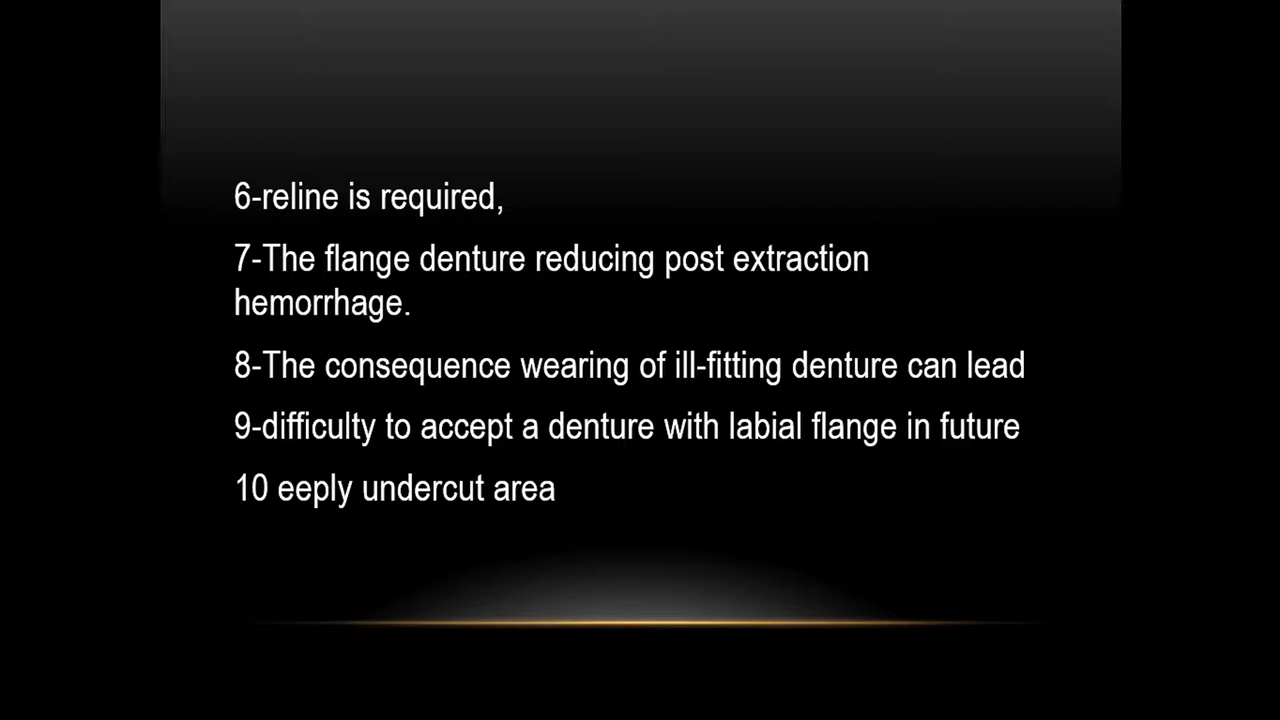 6-reline is required,
7-The flange denture reducing post extraction
hemorrhage.
8-The consequence wearing of ill-fitting denture can lead
9-difficulty to accept a denture with labial flange in future
10 eeply undercut area